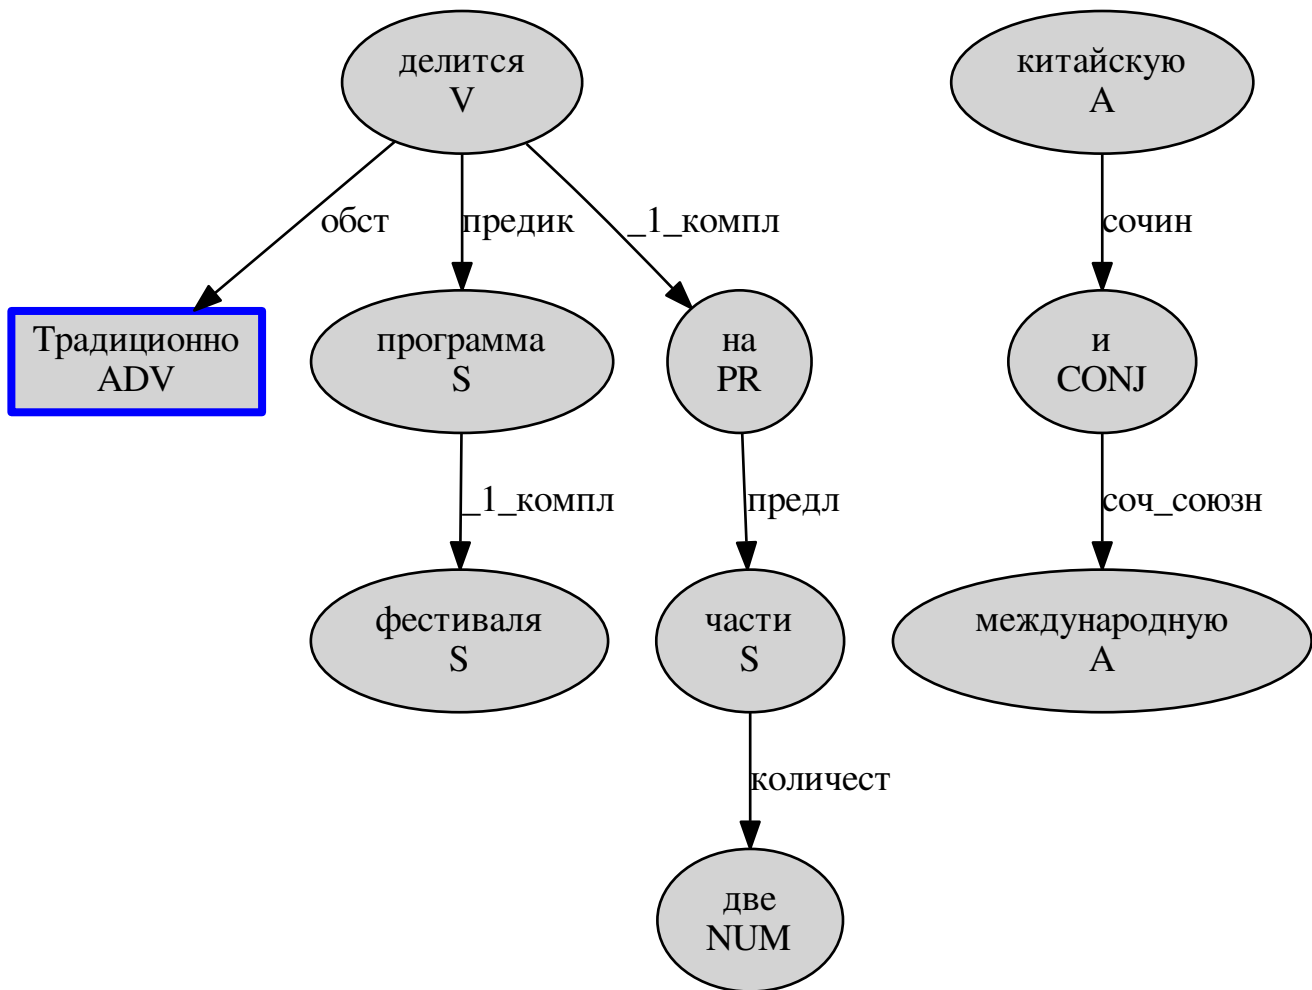 делится
V
китайскую
A
обст
предик
_1_компл
сочин
Традиционно
ADV
программа
S
на
PR
и
CONJ
_1_компл
предл
соч_союзн
фестиваля
S
части
S
международную
A
количест
две
NUM